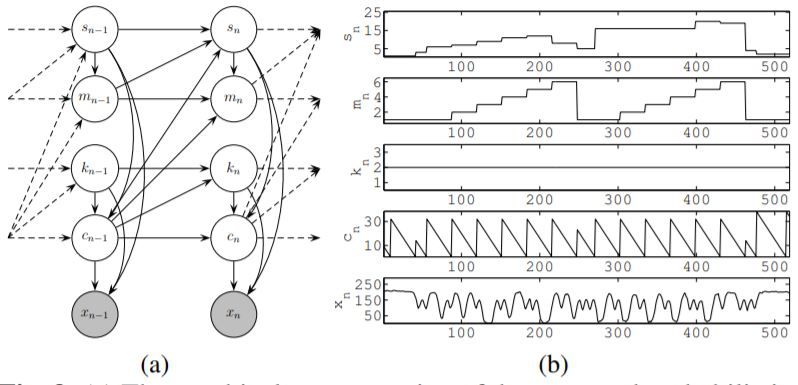 s_{n-1} s_n
m_{n-1} m_n
k_{n-1} k_n
c_{n-1} c_n
x_{n-1} x_n
(a)
s_n
25
15
5
100 200 300 400 500
m_n
6
4
2
100 200 300 400 500
k_n
3
2
1
100 200 300 400 500
c_n
30
10
100 200 300 400 500
x_n
250
150
50
100 200 300 400 500
(b)